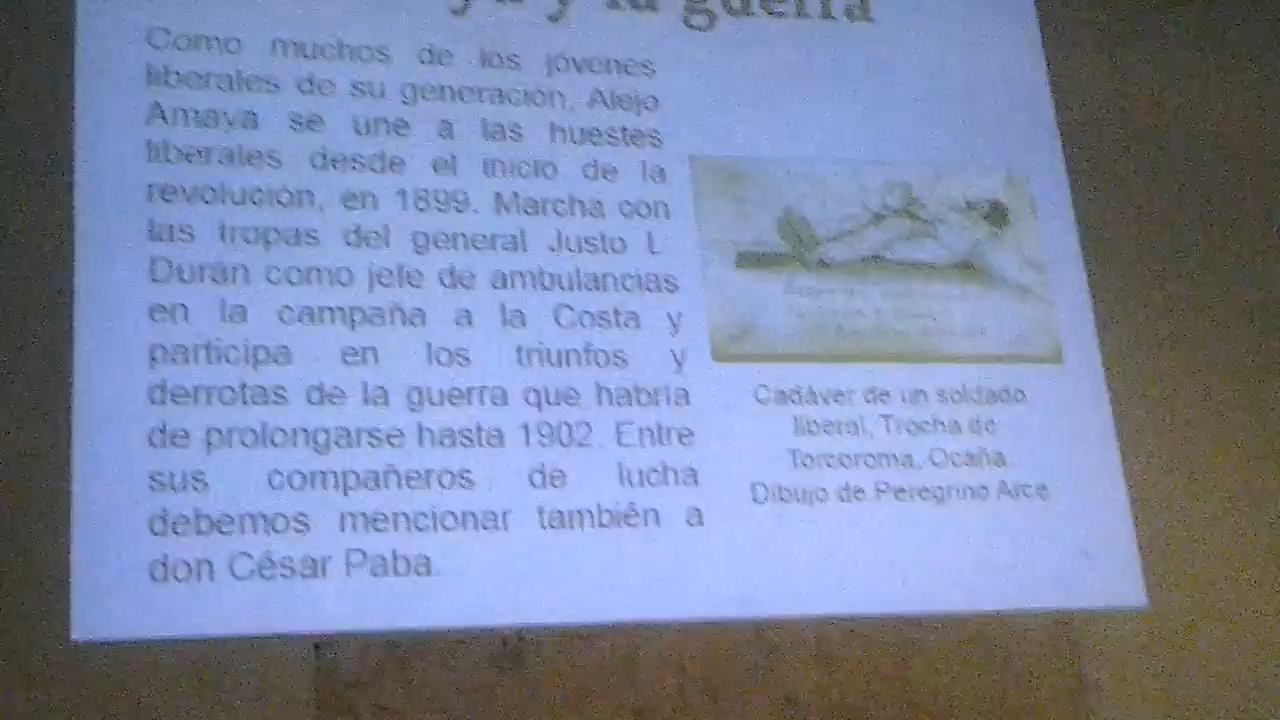 y la guerra
Como muchos de los jóvenes
liberales de su generación, Alejo
Amaya se une a las huestes
liberales desde el inicio de la
revolución, en 1899. Marcha con
las tropas del general Justo L.
Durán como jefe de ambulancias
en la campaña a la Costa y
participa en los triunfos y
derrotas de la guerra que habría
de prolongarse hasta 1902. Entre
sus compañeros de lucha
debemos mencionar también a
don César Paba.
Cadáver de un soldado
liberal, Trocha de
Torcoroma, Ocaña.
Dibujo de Peregrino Arce